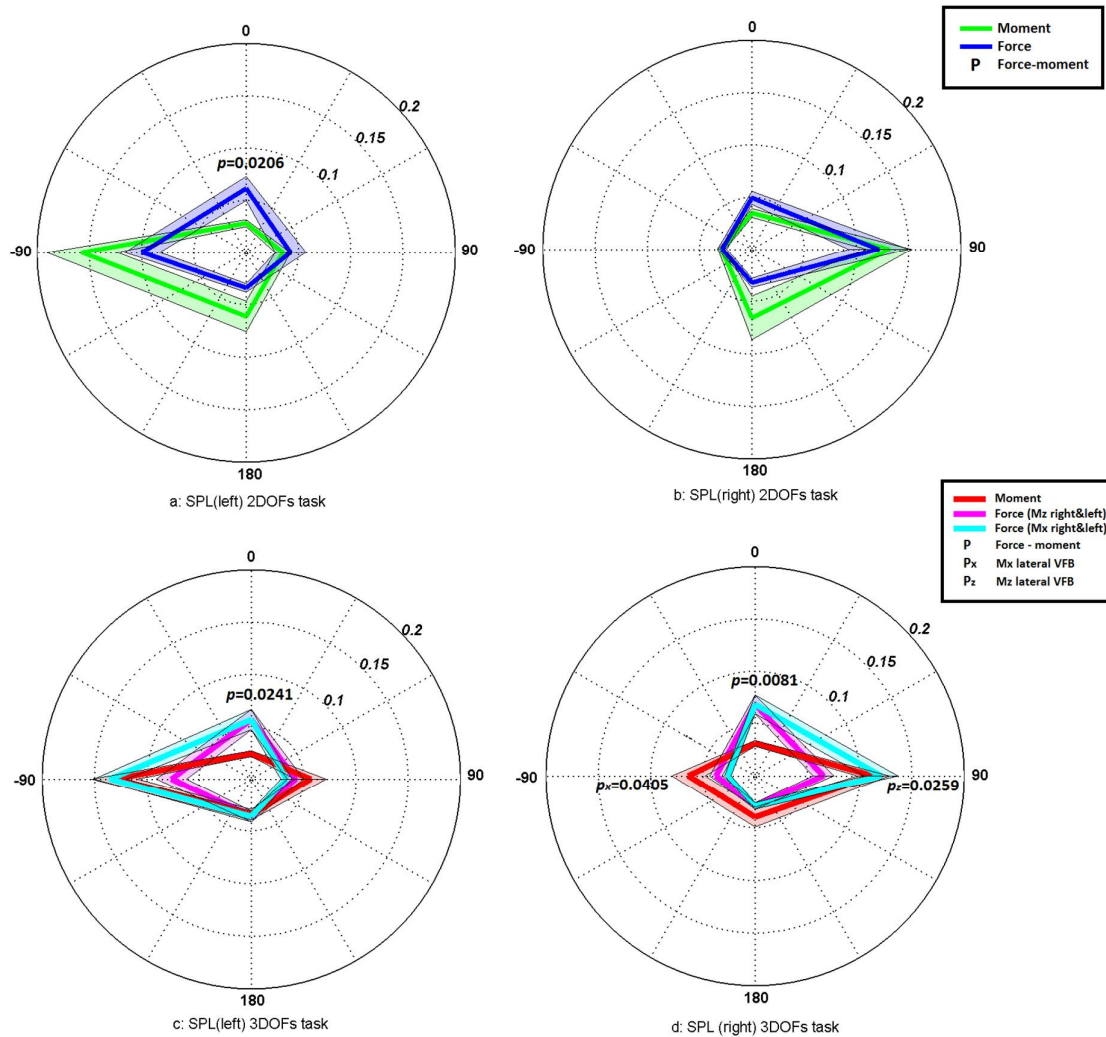 0
0.2
0.15
0.1
p=0.0206
-90
90
180
a: SPL(left) 2DOFs task
Moment
Force
P Force-moment
0
0.2
0.15
0.1
-90
90
180
b: SPL(right) 2DOFs task
0
0.2
0.15
0.1
p=0.0241
-90
90
180
c: SPL(left) 3DOFs task
Moment
Force (Mz right&left)
Force (Mx right&left)
P Force - moment
Px Mx lateral VFB
Pz Mz lateral VFB
0
0.2
0.15
0.1
p=0.0081
-90
90
px=0.0405
pz=0.0259
180
d: SPL (right) 3DOFs task